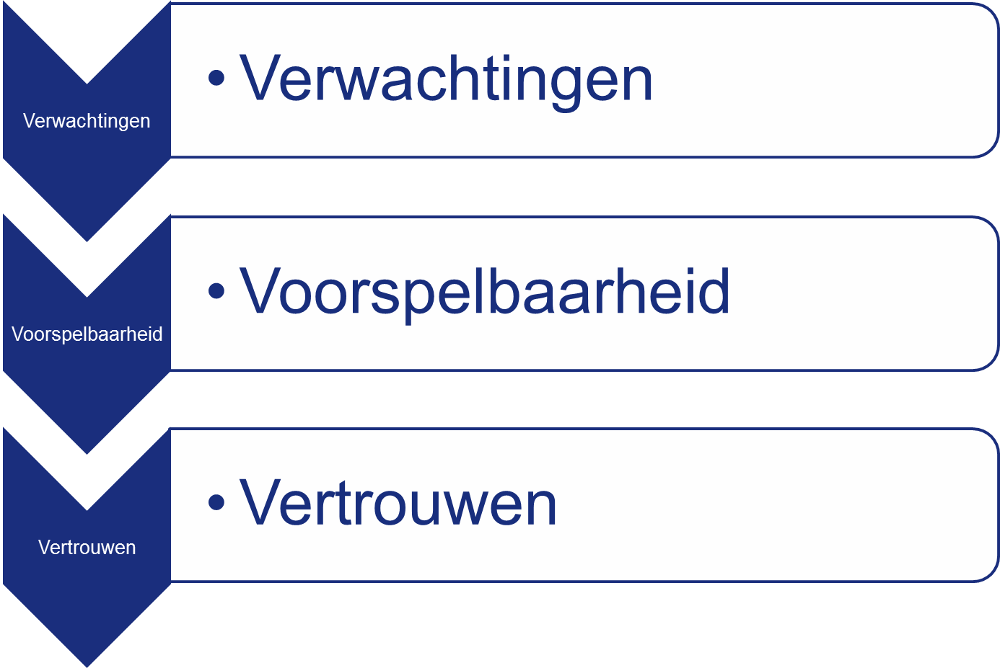 Verwachtingen
• Verwachtingen
Voorspelbaarheid
• Voorspelbaarheid
Vertrouwen
• Vertrouwen